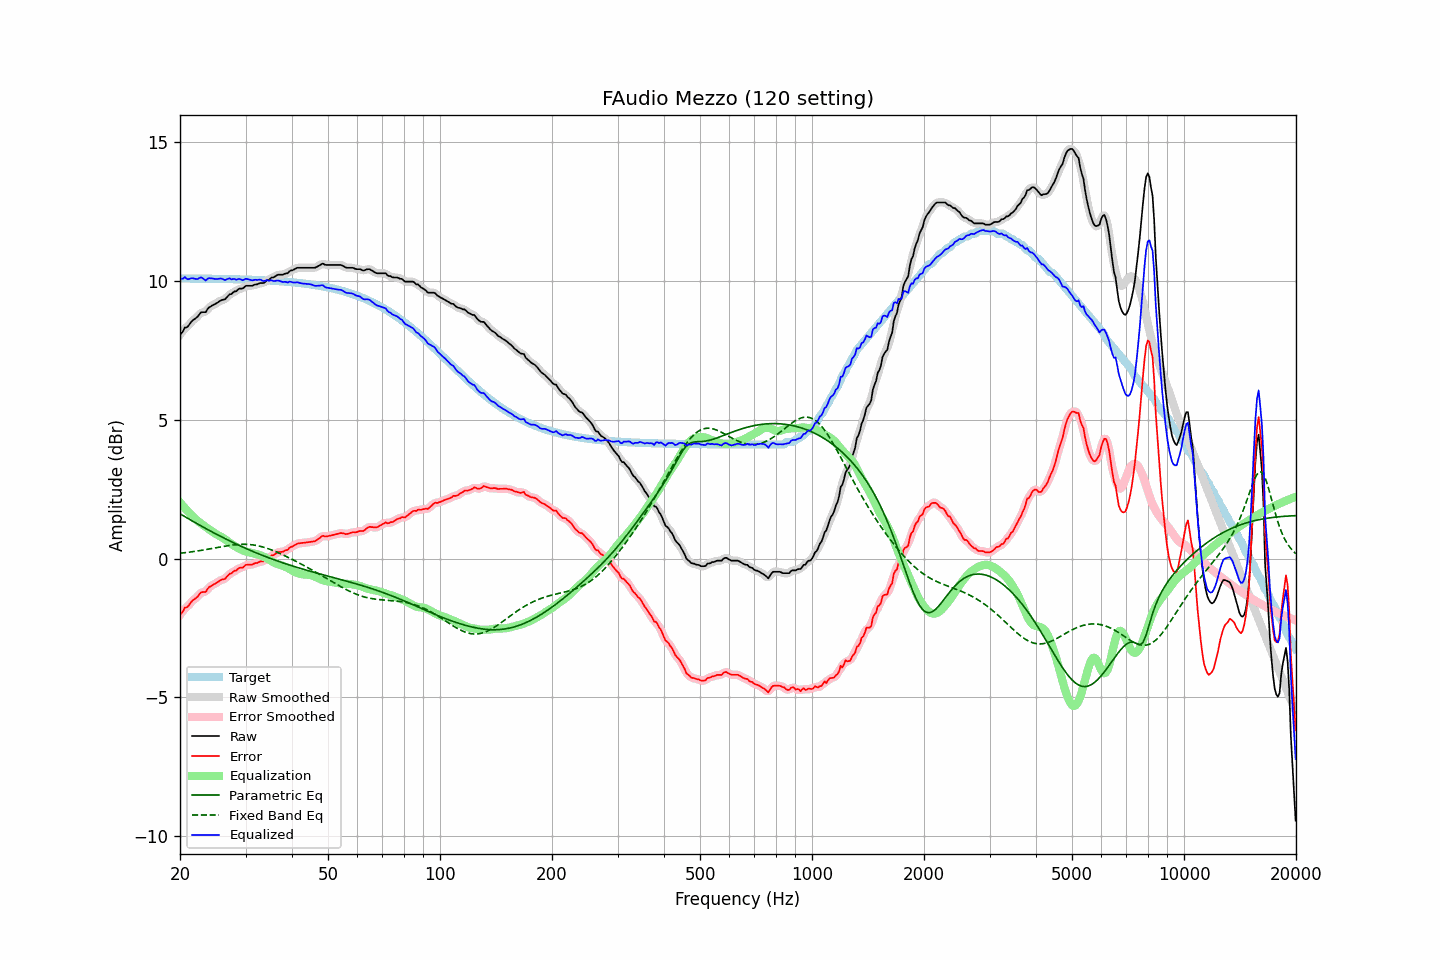 FAudio Mezzo (120 setting)
Amplitude (dBr)
15
10
5
0
−5
−10
Target
Raw Smoothed
Error Smoothed
Raw
Error
Equalization
Parametric Eq
Fixed Band Eq
Equalized
20 50 100 200 500 1000 2000 5000 10000 20000
Frequency (Hz)